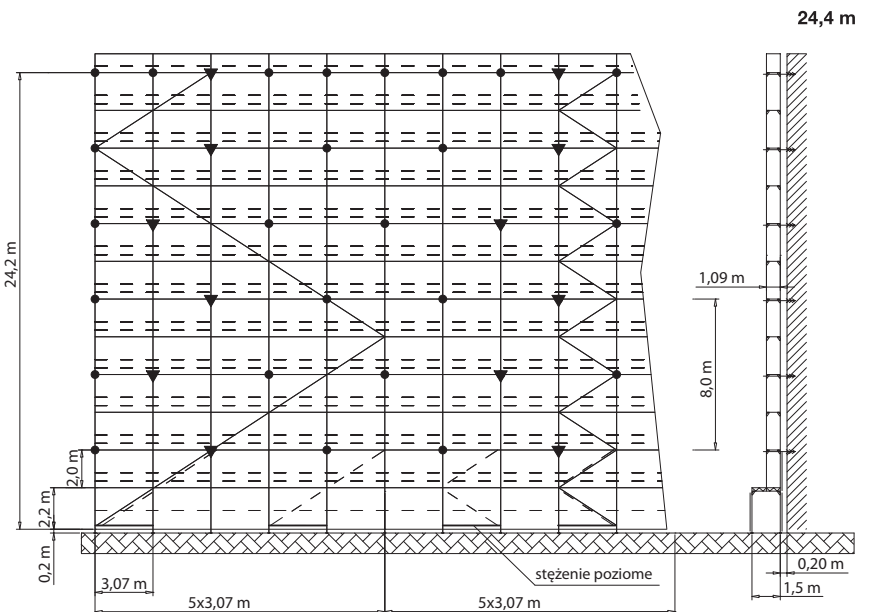 24,4 m
24,2 m
1,09 m
8,0 m
2,0 m
2,2 m
0,2 m
3,07 m
5x3,07 m
5x3,07 m
stężenie poziome
0,20 m
1,5 m